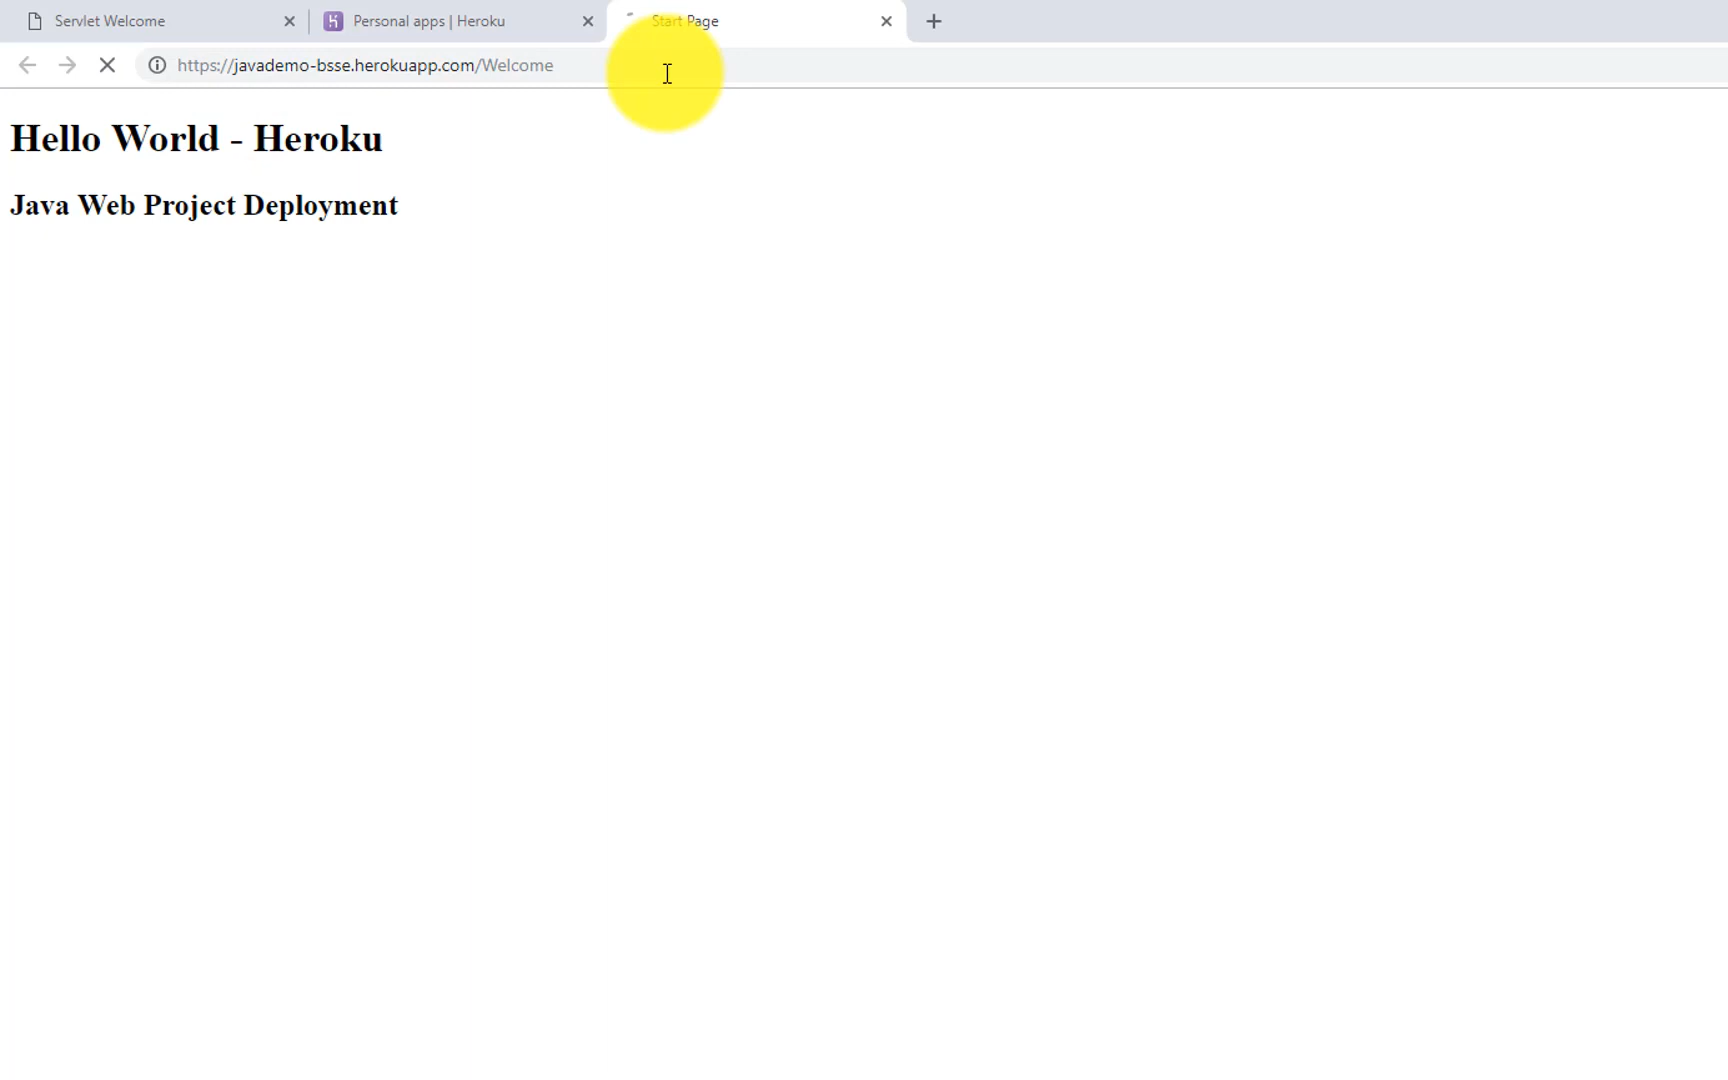 Servlet Welcome
Personal apps | Heroku
Start Page
https://javademo-bsse.herokuapp.com/Welcome
Hello World - Heroku
Java Web Project Deployment